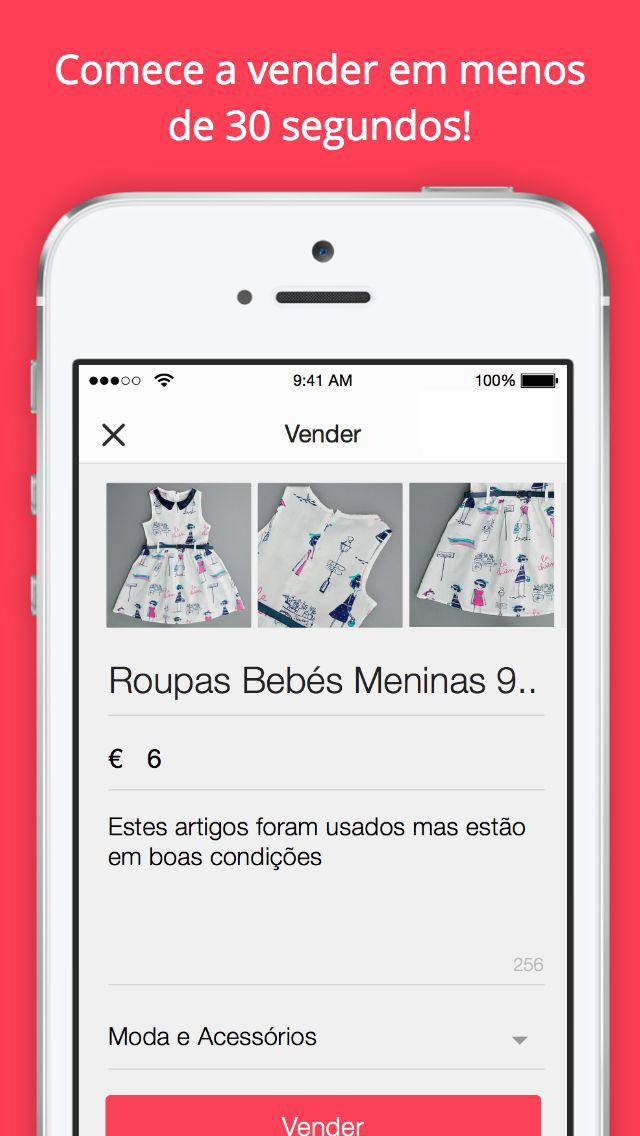 Comece a vender em menos
de 30 segundos!
9:41 AM
100%
Vender
Roupas Bebés Meninas 9..
€ 6
Estes artigos foram usados mas estão
em boas condições
256
Moda e Acessórios
Vender